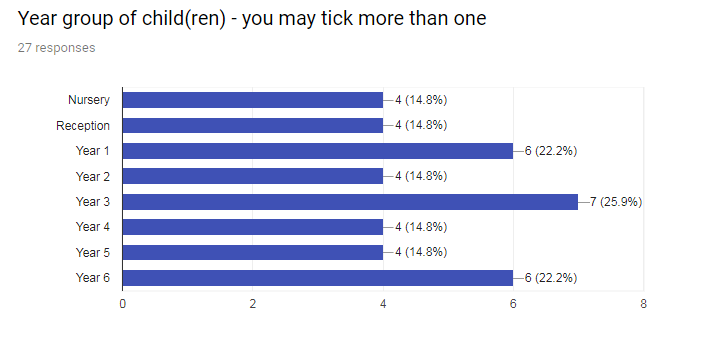 Year group of child(ren) - you may tick more than one
27 responses
Nursery 4 (14.8%)
Reception 4 (14.8%)
Year 1 6 (22.2%)
Year 2 4 (14.8%)
Year 3 7 (25.9%)
Year 4 4 (14.8%)
Year 5 4 (14.8%)
Year 6 6 (22.2%)
0 2 4 6 8